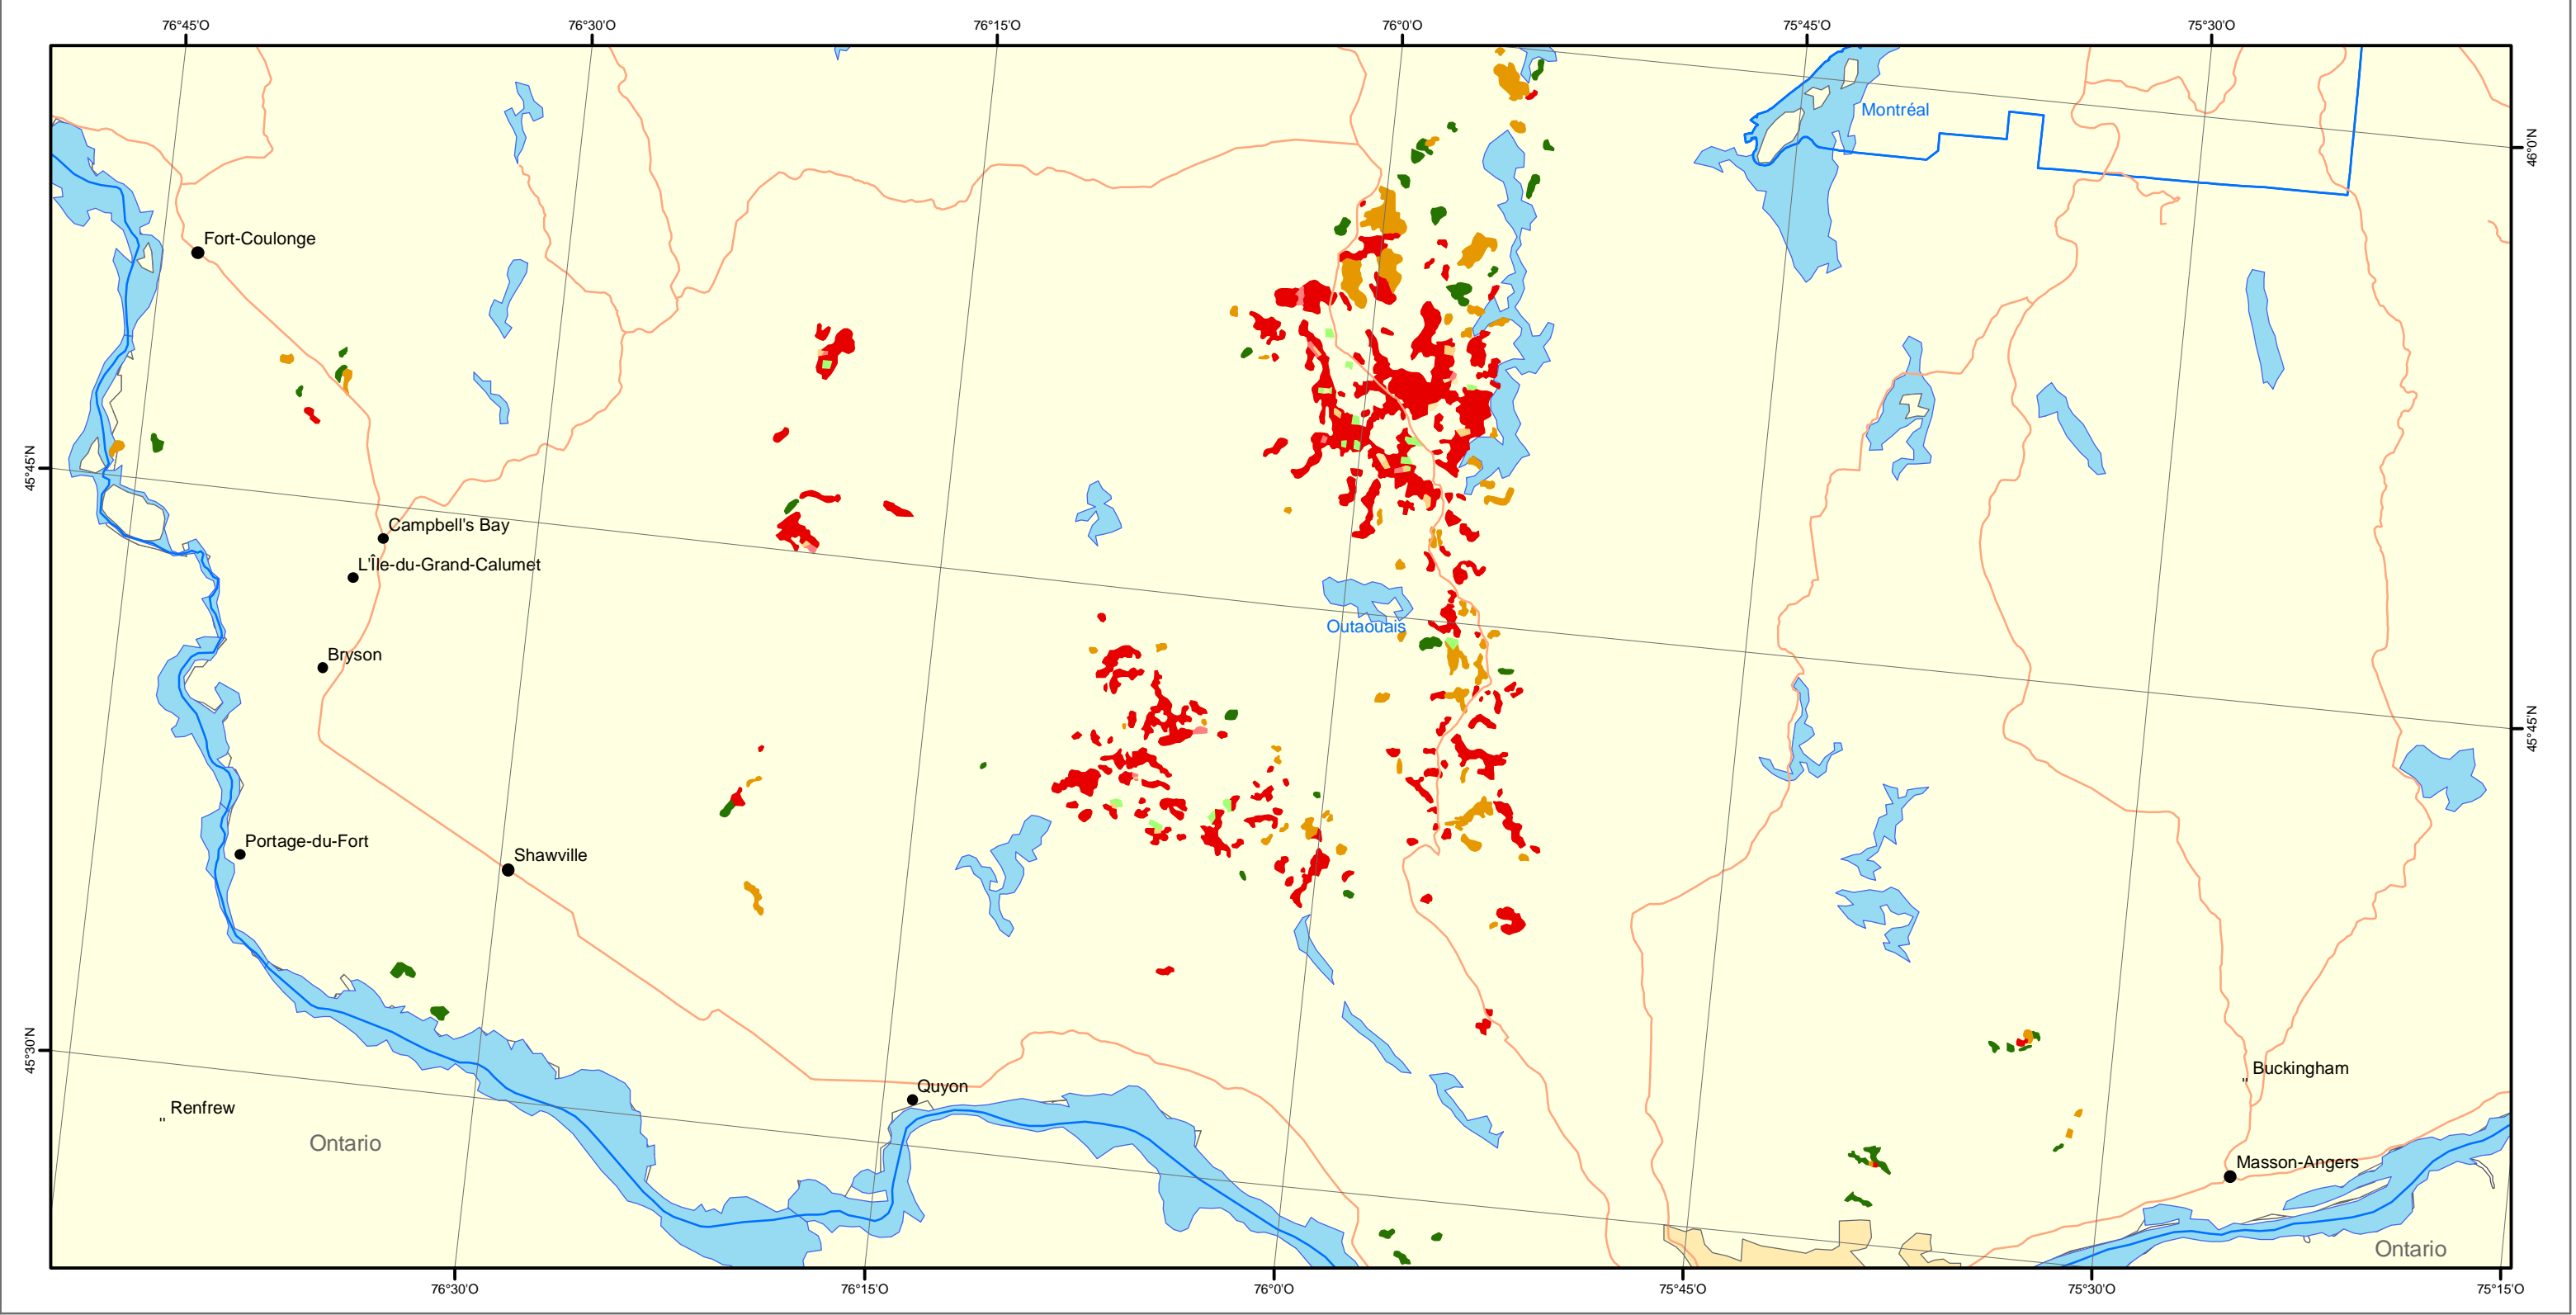 76°45'O
76°30'O
76°15'O
76°0'O
75°45'O
75°30'O
Montréal
46°0'N
Fort-Coulonge
45°45'N
Campbell's Bay
L'Île-du-Grand-Calumet
Outaouais
Bryson
45°45'N
Portage-du-Fort
Shawville
45°30'N
Buckingham
Quyon
Renfrew
Ontario
Masson-Angers
Ontario
76°30'O
76°15'O
76°0'O
75°45'O
75°30'O
75°15'O